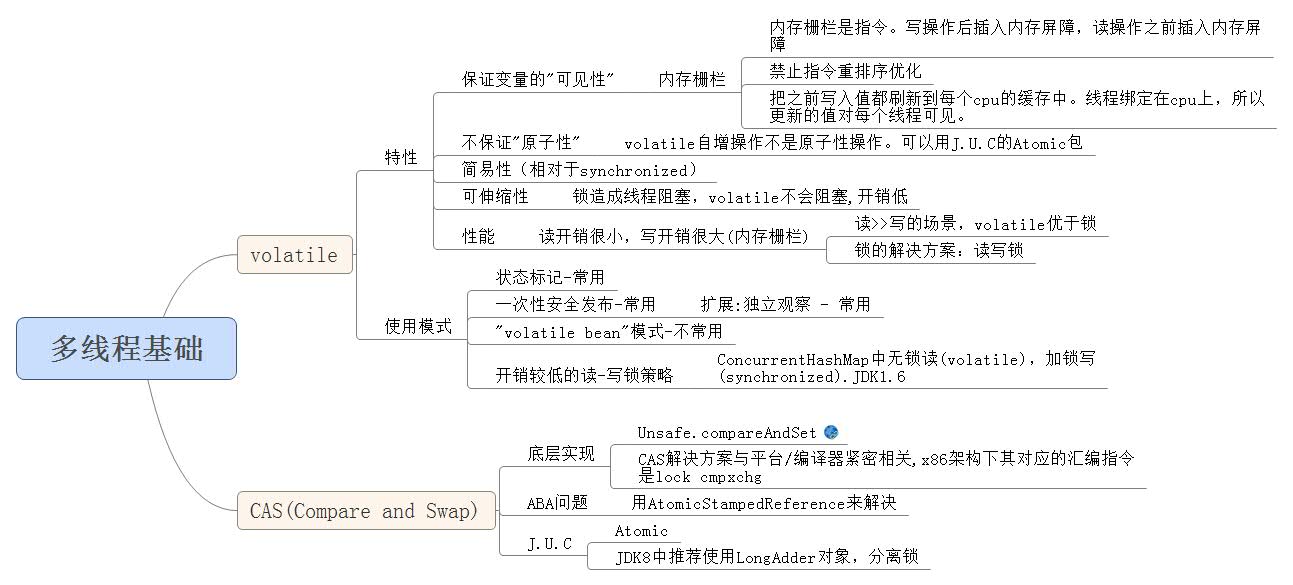 多线程基础
volatile
特性
保证变量的"可见性"
内存栅栏
内存栅栏是指令。写操作后插入内存屏障，读操作之前插入内存屏
障
禁止指令重排序优化
把之前写入值都刷新到每个cpu的缓存中。线程绑定在cpu上，所以
更新的值对每个线程可见。
不保证"原子性"
volatile自增操作不是原子性操作。可以用J.U.C的Atomic包
简易性（相对于synchronized）
可伸缩性
锁造成线程阻塞，volatile不会阻塞,开销低
性能
读开销很小，写开销很大(内存栅栏)
读>>写的场景，volatile优于锁
锁的解决方案：读写锁
使用模式
状态标记-常用
一次性安全发布-常用
扩展:独立观察 - 常用
"volatile bean"模式-不常用
开销较低的读-写锁策略
ConcurrentHashMap中无锁读(volatile)，加锁写
(synchronized).JDK1.6
CAS(Compare and Swap)
底层实现
Unsafe.compareAndSet
CAS解决方案与平台/编译器紧密相关,x86架构下其对应的汇编指令
是lock cmpxchg
ABA问题
用AtomicStampedReference来解决
J.U.C
Atomic
JDK8中推荐使用LongAdder对象，分离锁